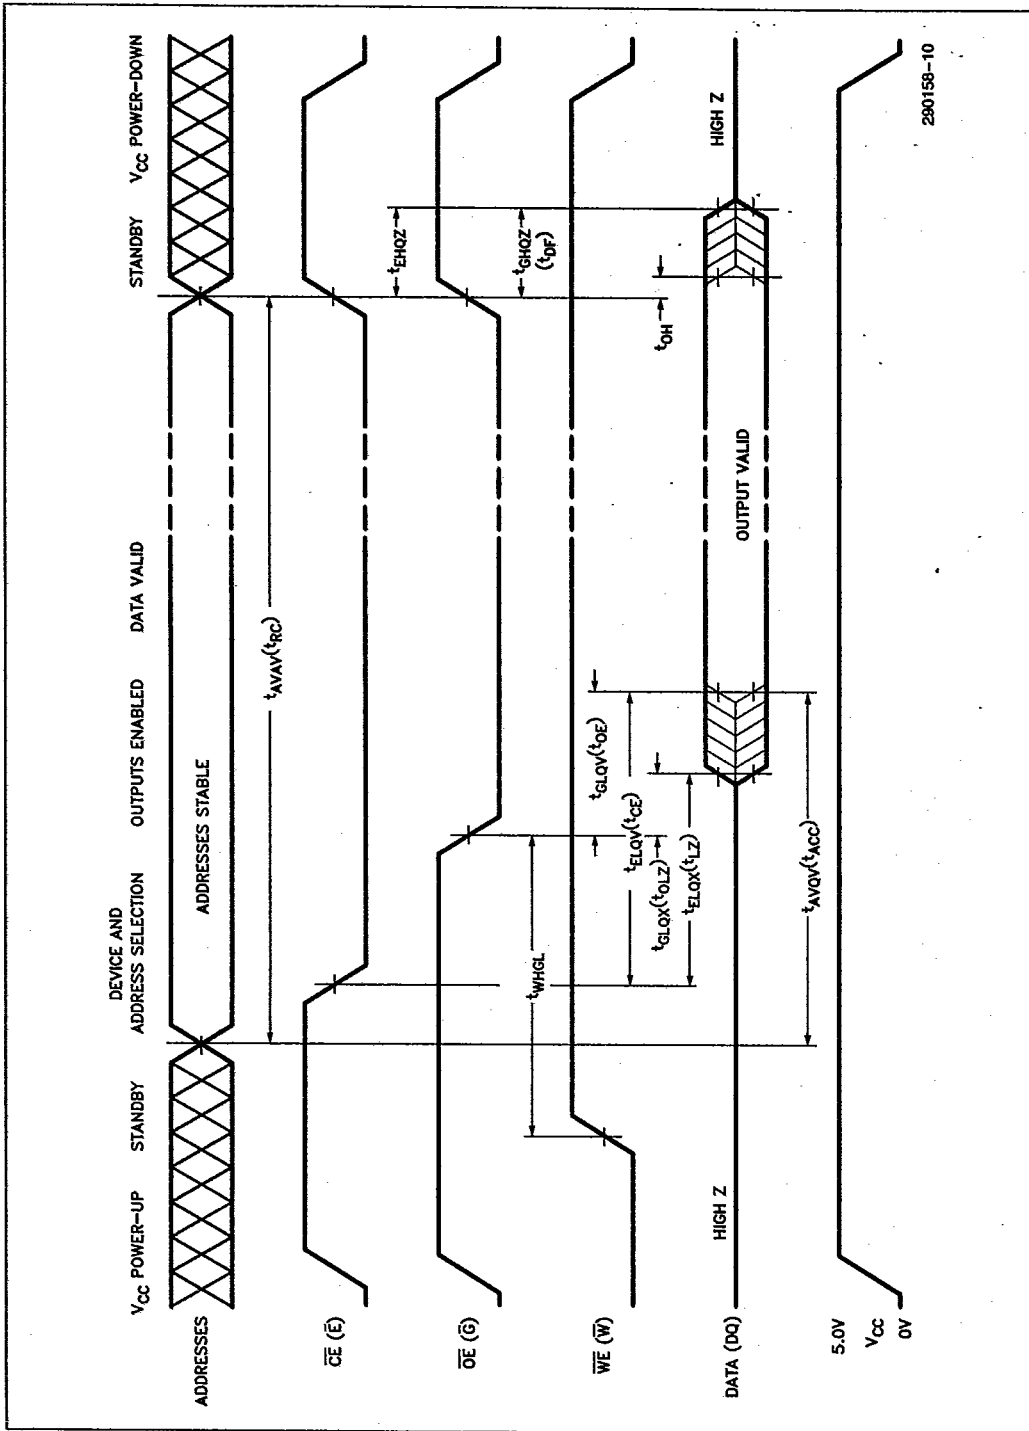 VCC POWER-UP STANDBY DEVICE AND ADDRESS SELECTION OUTPUTS ENABLED DATA VALID STANDBY VCC POWER-DOWN
ADDRESSES
ADDRESSES STABLE
tAVAV(tRC)
CE (E)
tEHQZ
OE (G)
tWHGL
tGHQZ
(tDF)
WE (W)
tGLQV(tOE)
tELQV(tCE)
tGLQX(tOLZ)
tELQX(tLZ)
tOH
DATA (DQ)
HIGH Z
OUTPUT VALID
HIGH Z
tAVQV(tACC)
5.0V
VCC
0V
290158-10